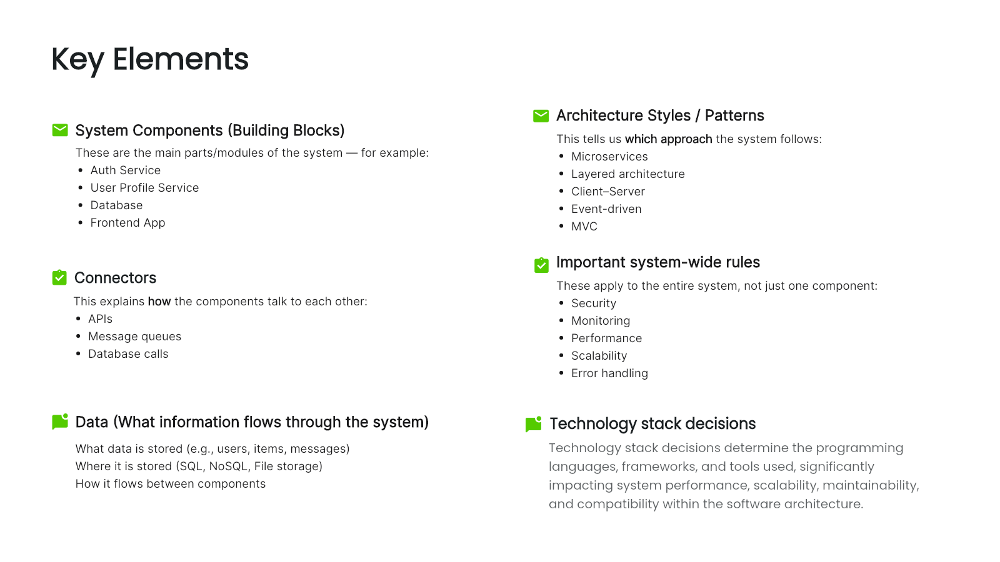 Key Elements
System Components (Building Blocks)
These are the main parts/modules of the system — for example:
• Auth Service
• User Profile Service
• Database
• Frontend App
Connectors
This explains how the components talk to each other:
• APIs
• Message queues
• Database calls
Data (What information flows through the system)
What data is stored (e.g., users, items, messages)
Where it is stored (SQL, NoSQL, File storage)
How it flows between components
Architecture Styles / Patterns
This tells us which approach the system follows:
• Microservices
• Layered architecture
• Client–Server
• Event-driven
• MVC
Important system-wide rules
These apply to the entire system, not just one component:
• Security
• Monitoring
• Performance
• Scalability
• Error handling
Technology stack decisions
Technology stack decisions determine the programming
languages, frameworks, and tools used, significantly
impacting system performance, scalability, maintainability,
and compatibility within the software architecture.